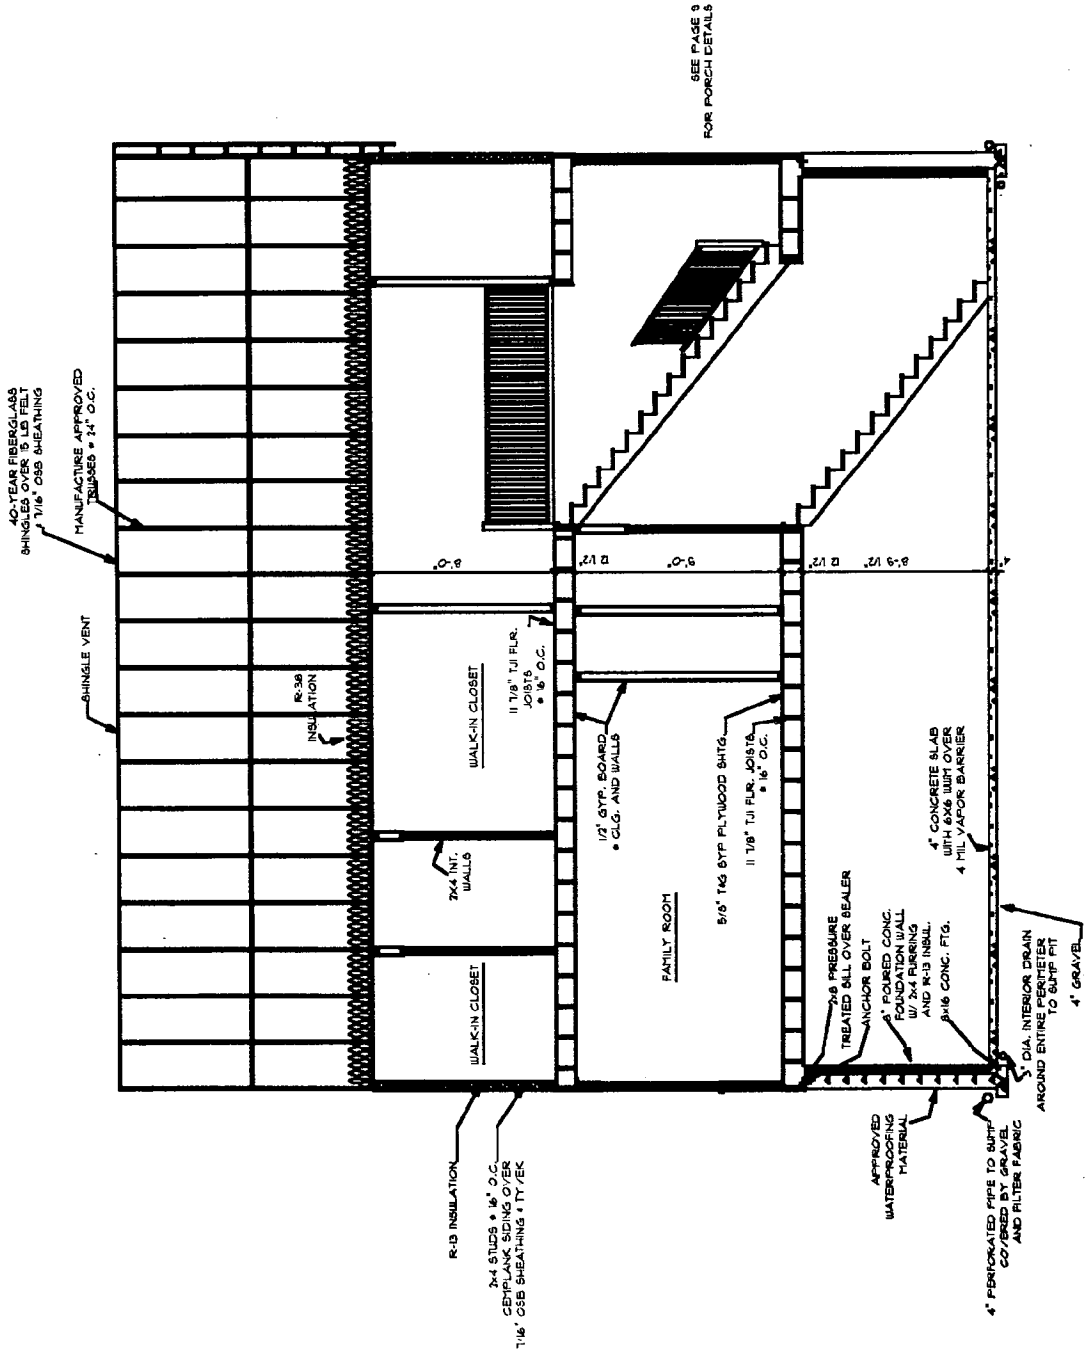 SEE PAGE 9
FOR PORCH DETAILS
40-YEAR FIBERGLASS
SHINGLES OVER 15 LB FELT
& 7/16" OSB SHEATHING
MANUFACTURE APPROVED
TRUSSES @ 24" O.C.
SHINGLE VENT
R-38
INSULATION
WALK-IN CLOSET
11 7/8" TJI FLR.
JOISTS
@ 16" O.C.
2X4 INT.
WALLS
WALK-IN CLOSET
8'-0"
12 1/2"
9'-0"
12 1/2"
8'-9 1/2"
4"
1/2" GYP. BOARD
@ CLG. AND WALLS
FAMILY ROOM
5/8" T&G SYP PLYWOOD SHTG.
11 7/8" TJI FLR. JOISTS
@ 16" O.C.
4" CONCRETE SLAB
WITH 6X6 WWM OVER
4 MIL VAPOR BARRIER
2x8 PRESSURE
TREATED SILL OVER SEALER
ANCHOR BOLT
8" POURED CONC.
FOUNDATION WALL
W/ 2x4 FURRING
AND R-13 INSUL.
8x16 CONC. FTG.
3" DIA. INTERIOR DRAIN
AROUND ENTIRE PERIMETER
TO SUMP PIT
4" GRAVEL
R-13 INSULATION
2x4 STUDS @ 16" O.C.
CEMPLANK SIDING OVER
7/16" OSB SHEATHING & TYVEK
APPROVED
WATERPROOFING
MATERIAL
4" PERFORATED PIPE TO SUMP
COVERED BY GRAVEL
AND FILTER FABRIC